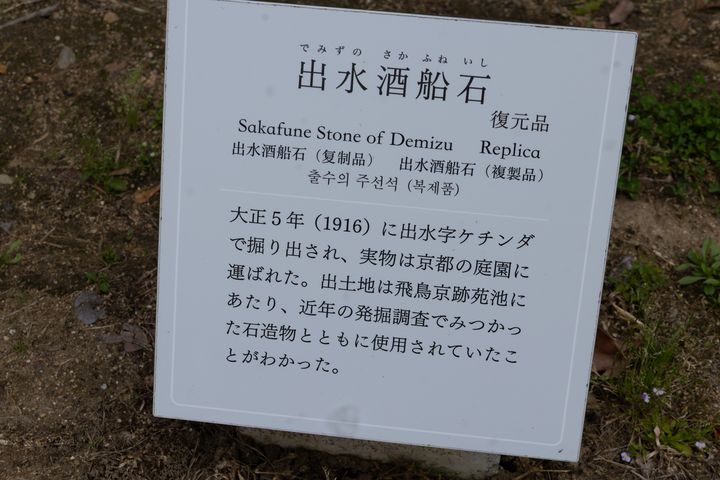 でみずの さか ふね いし
出水酒船石
復元品
Sakafune Stone of Demizu Replica
出水酒船石（复制品） 出水酒船石（複製品）
출수의 주선석 (복제품)
大正５年（1916）に出水字ケチンダ
で掘り出され、実物は京都の庭園に
運ばれた。出土地は飛鳥京跡苑池に
あたり、近年の発掘調査でみつかっ
た石造物とともに使用されていたこ
とがわかった。